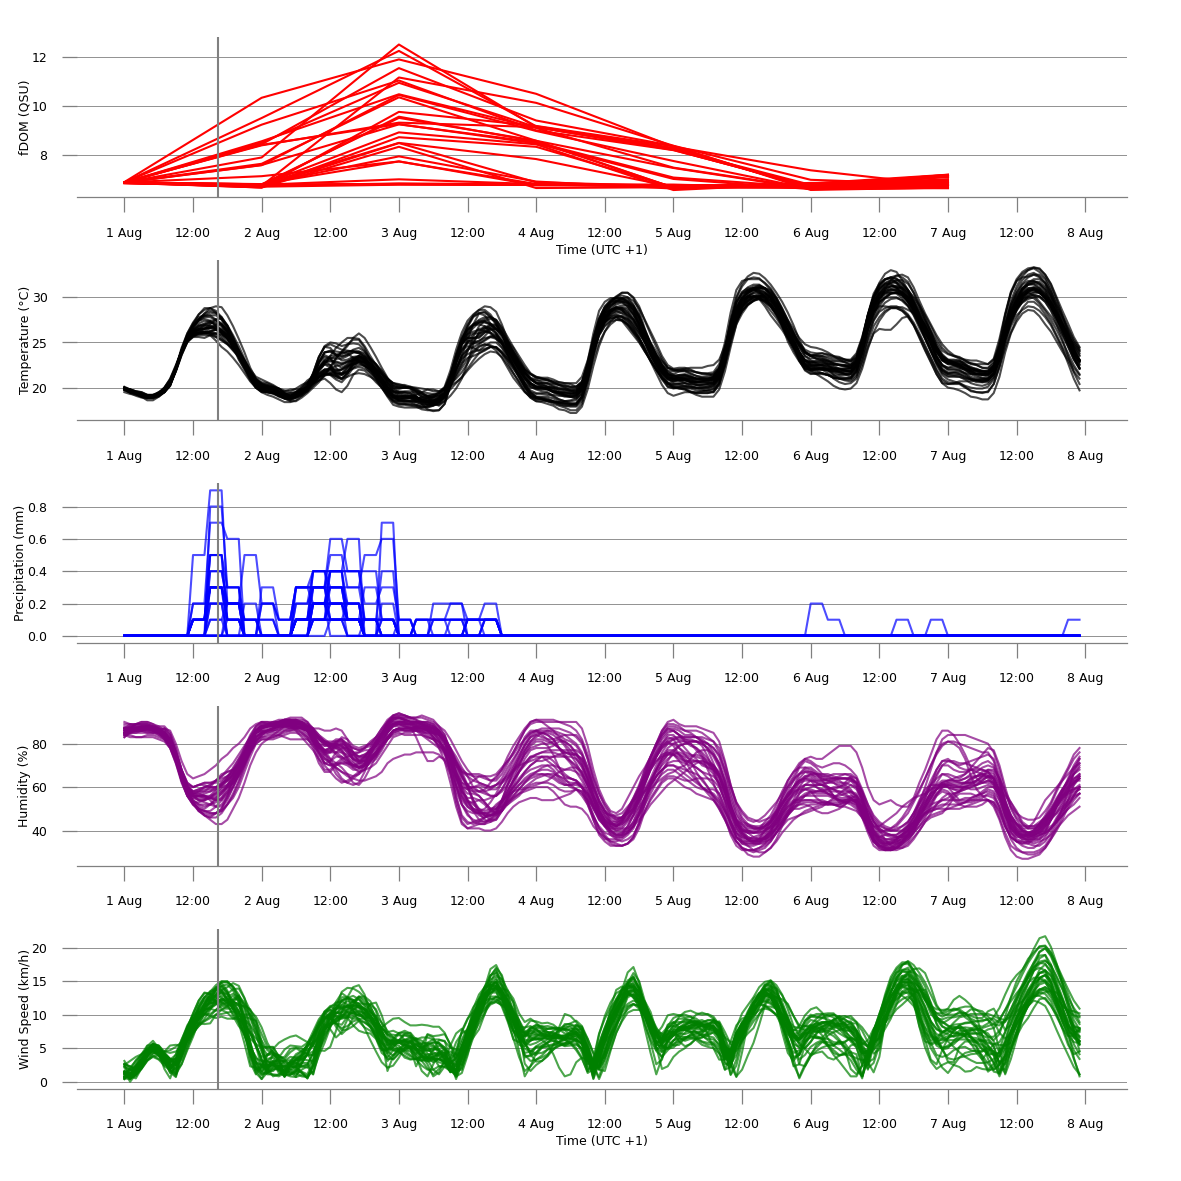 fDOM (QSU)
12
10
8
1 Aug 12:00 2 Aug 12:00 3 Aug 12:00 4 Aug 12:00 5 Aug 12:00 6 Aug 12:00 7 Aug 12:00 8 Aug
Time (UTC +1)
Temperature (°C)
30
25
20
1 Aug 12:00 2 Aug 12:00 3 Aug 12:00 4 Aug 12:00 5 Aug 12:00 6 Aug 12:00 7 Aug 12:00 8 Aug
Precipitation (mm)
0.8
0.6
0.4
0.2
0.0
1 Aug 12:00 2 Aug 12:00 3 Aug 12:00 4 Aug 12:00 5 Aug 12:00 6 Aug 12:00 7 Aug 12:00 8 Aug
Humidity (%)
80
60
40
1 Aug 12:00 2 Aug 12:00 3 Aug 12:00 4 Aug 12:00 5 Aug 12:00 6 Aug 12:00 7 Aug 12:00 8 Aug
Wind Speed (km/h)
20
15
10
5
0
1 Aug 12:00 2 Aug 12:00 3 Aug 12:00 4 Aug 12:00 5 Aug 12:00 6 Aug 12:00 7 Aug 12:00 8 Aug
Time (UTC +1)